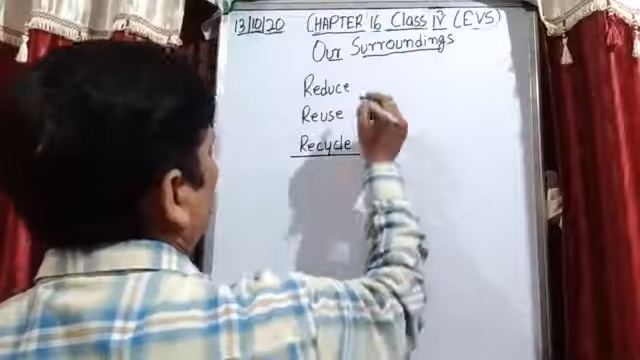 13/10/20 CHAPTER 16 Class IV (EVS)
Our Surroundings
Reduce
Reuse
Recycle